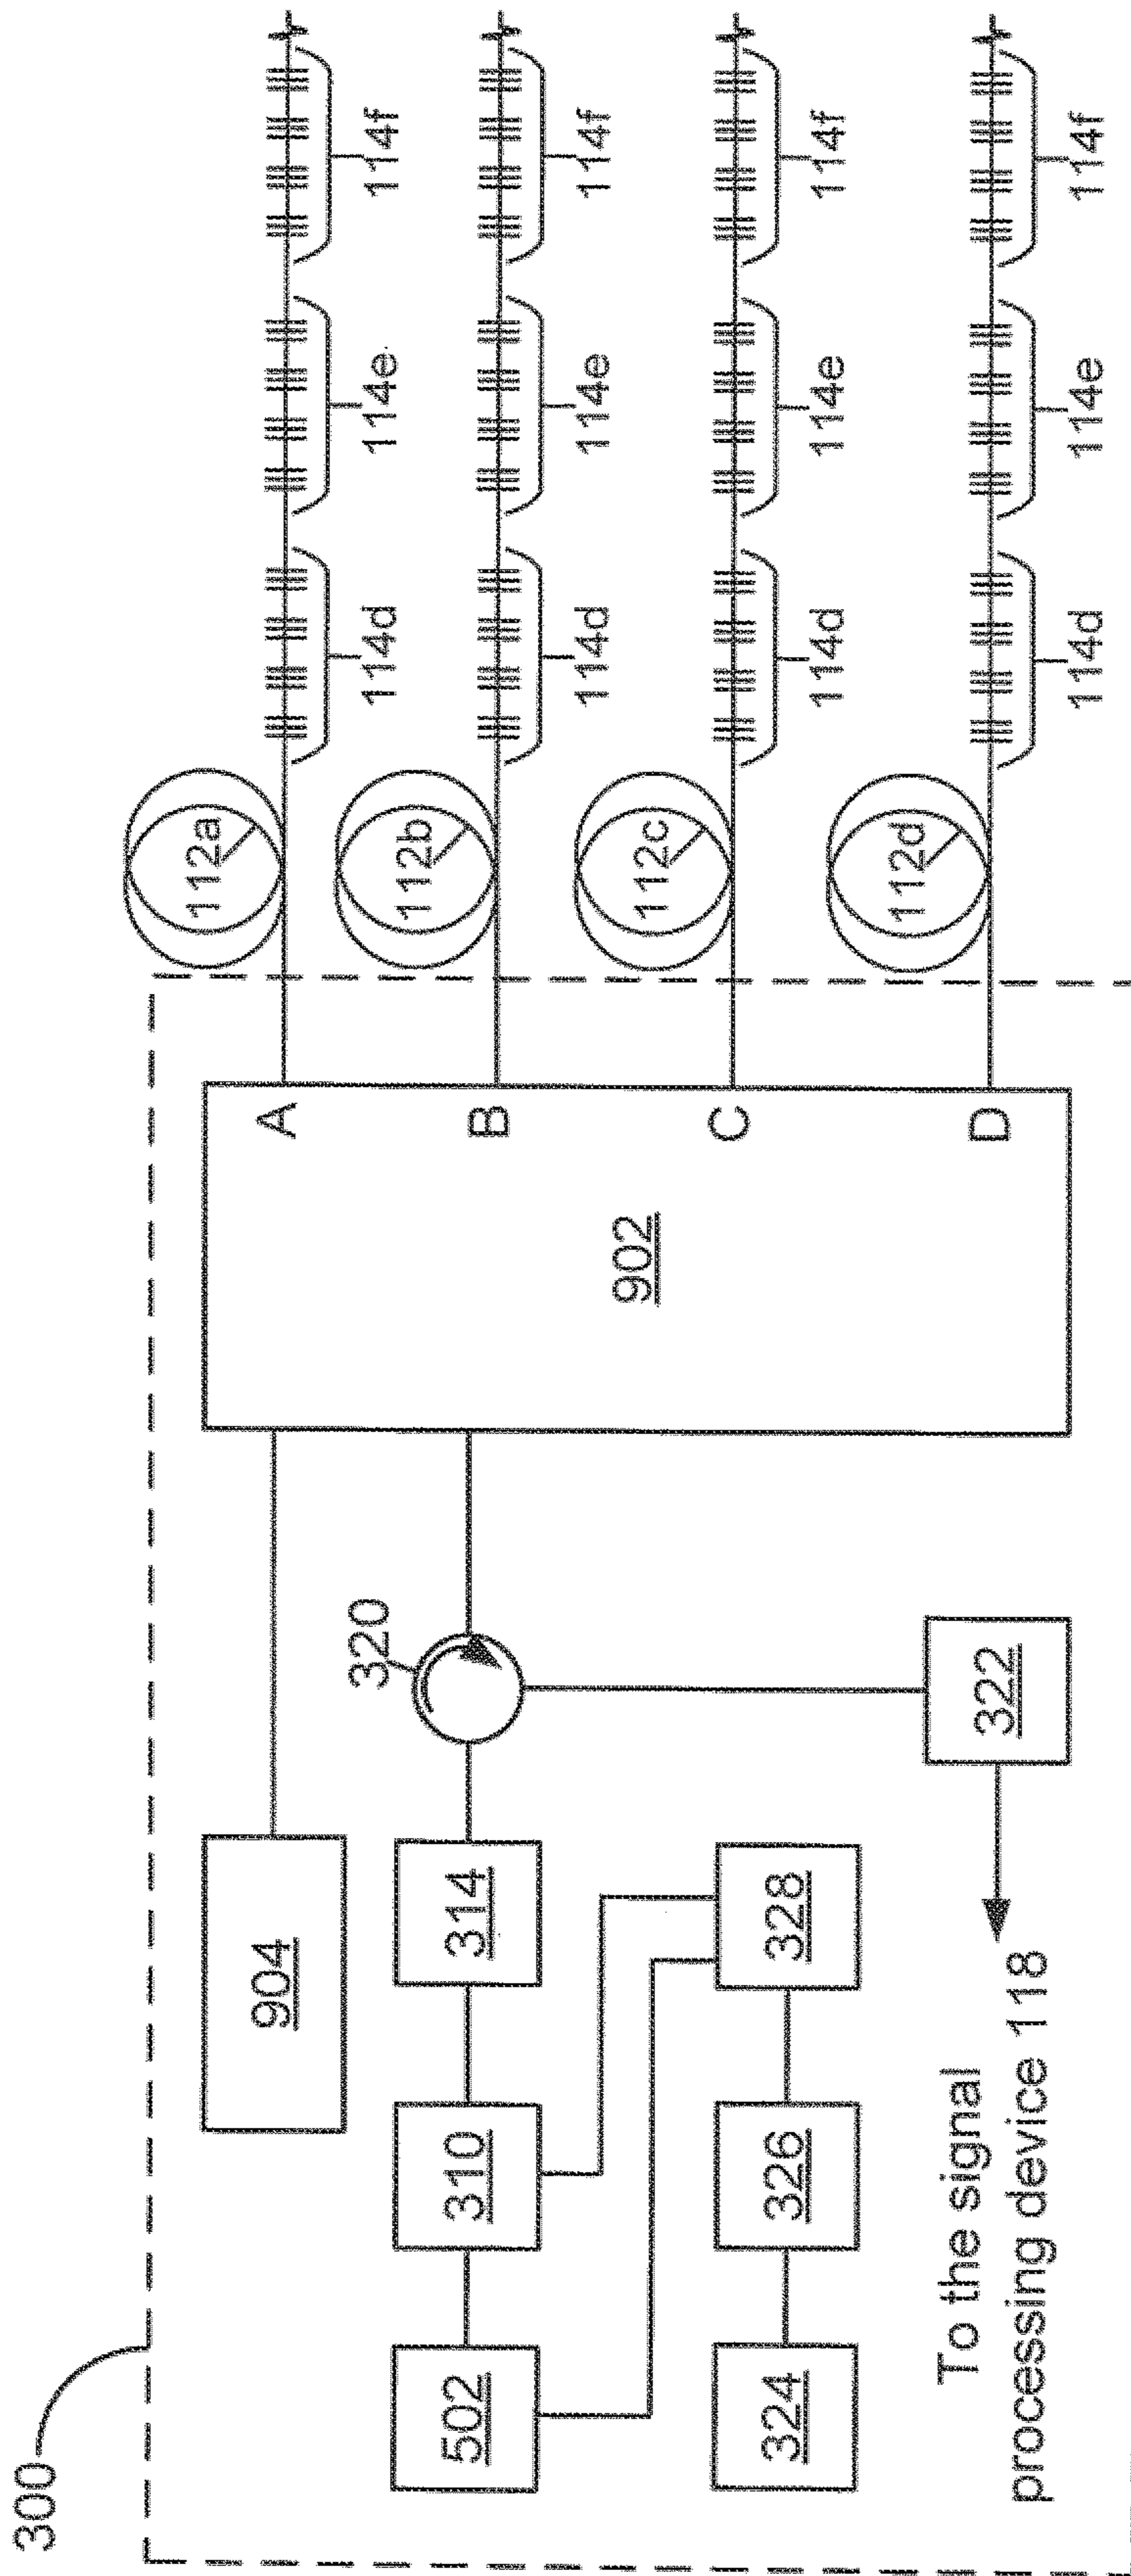 300
112a
114d
114e
114f
112b
114d
114e
114f
112c
114d
114e
114f
112d
114d
114e
114f
A
B
C
D
902
904
320
502
310
314
324
326
328
322
To the signal
processing device 118